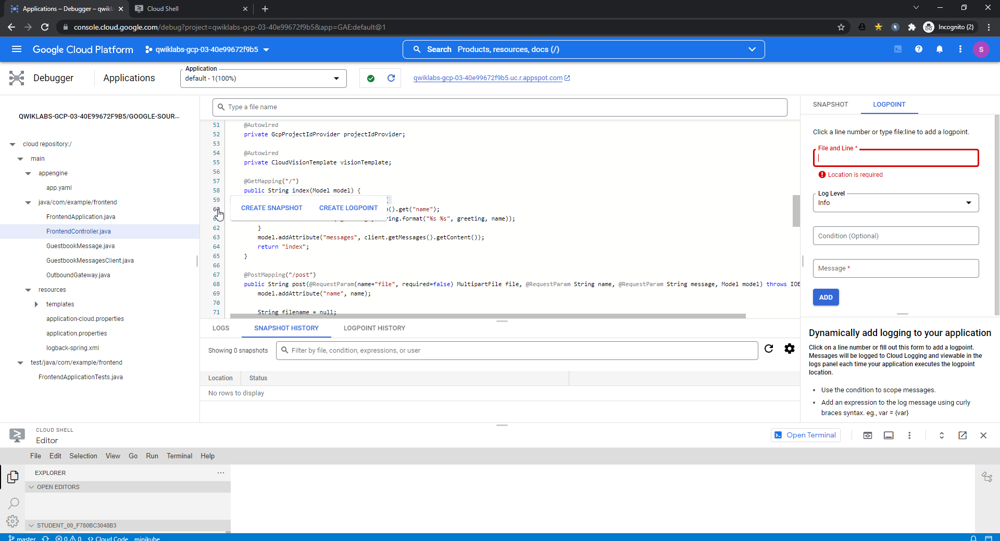 Applications – Debugger – qwikla
Cloud Shell
console.cloud.google.com/debug?project=qwiklabs-gcp-03-40e99672f9b5&app=GAE:default@1
Incognito (2)
Google Cloud Platform
qwiklabs-gcp-03-40e99672f9b5
Search Products, resources, docs (/)
S
Debugger
Applications
Application
default - 1(100%)
qwiklabs-gcp-03-40e99672f9b5.uc.r.appspot.com
QWIKLABS-GCP-03-40E99672F9B5/GOOGLE-SOUR...
cloud repository:/
main
appengine
app.yaml
java/com/example/frontend
FrontendApplication.java
FrontendController.java
GuestbookMessage.java
GuestbookMessagesClient.java
OutboundGateway.java
resources
templates
application-cloud.properties
application.properties
logback-spring.xml
test/java/com/example/frontend
FrontendApplicationTests.java
Type a file name
51 @Autowired
52 private GcpProjectIdProvider projectIdProvider;
53
54 @Autowired
55 private CloudVisionTemplate visionTemplate;
56
57 @GetMapping("/")
58 public String index(Model model) {
59
60 ().get("name");
ring.format("%s %s", greeting, name));
CREATE SNAPSHOT
CREATE LOGPOINT
62 }
63 model.addAttribute("messages", client.getMessages().getContent());
64 return "index";
65 }
66
67 @PostMapping("/post")
68 public String post(@RequestParam(name="file", required=false) MultipartFile file, @RequestParam String name, @RequestParam String message, Model model) throws IOE
69 model.addAttribute("name", name);
70
71 String filename = null;
LOGS
SNAPSHOT HISTORY
LOGPOINT HISTORY
Showing 0 snapshots
Filter by file, condition, expressions, or user
Location
Status
No rows to display
SNAPSHOT
LOGPOINT
Click a line number or type file:line to add a logpoint.
File and Line *
Location is required
Log Level
Info
Condition (Optional)
Message *
ADD
Dynamically add logging to your application
Click on a line number or fill out this form to add a logpoint.
Messages will be logged to Cloud Logging and viewable in the
logs panel each time your application executes the logpoint
location.
• Use the condition to scope messages.
• Add an expression to the log message using curly
braces syntax. eg., var = {var}
CLOUD SHELL
Editor
Open Terminal
File Edit Selection View Go Run Terminal Help
EXPLORER
OPEN EDITORS
STUDENT_00_F780BC3048B3
master
0
0
Cloud Code
minikube